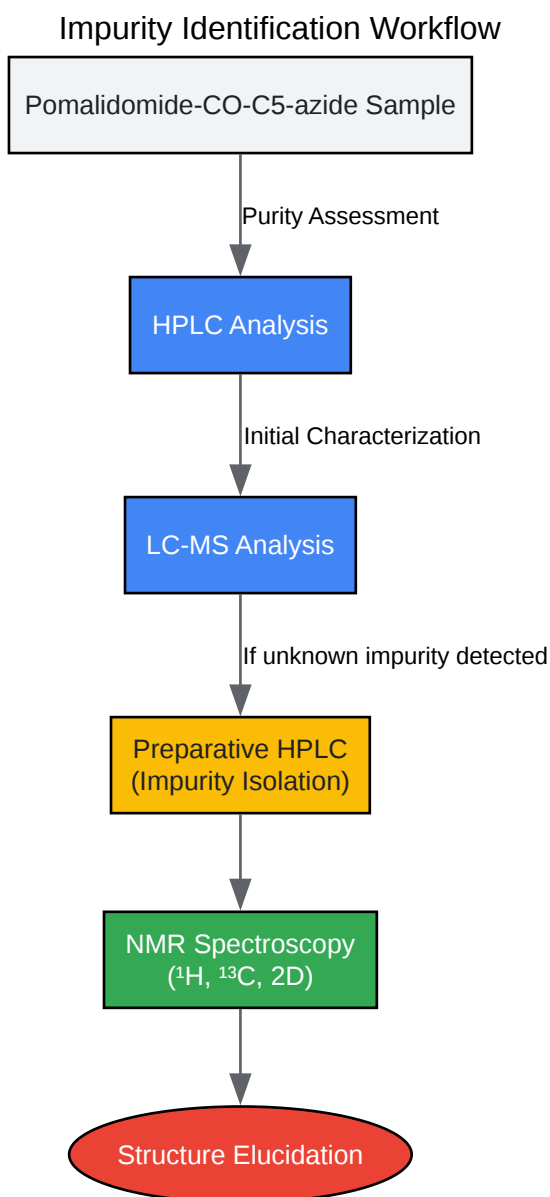 Impurity Identification Workflow
Pomalidomide-CO-C5-azide Sample
Purity Assessment
HPLC Analysis
Initial Characterization
LC-MS Analysis
If unknown impurity detected
Preparative HPLC
(Impurity Isolation)
NMR Spectroscopy
(¹H, ¹³C, 2D)
Structure Elucidation